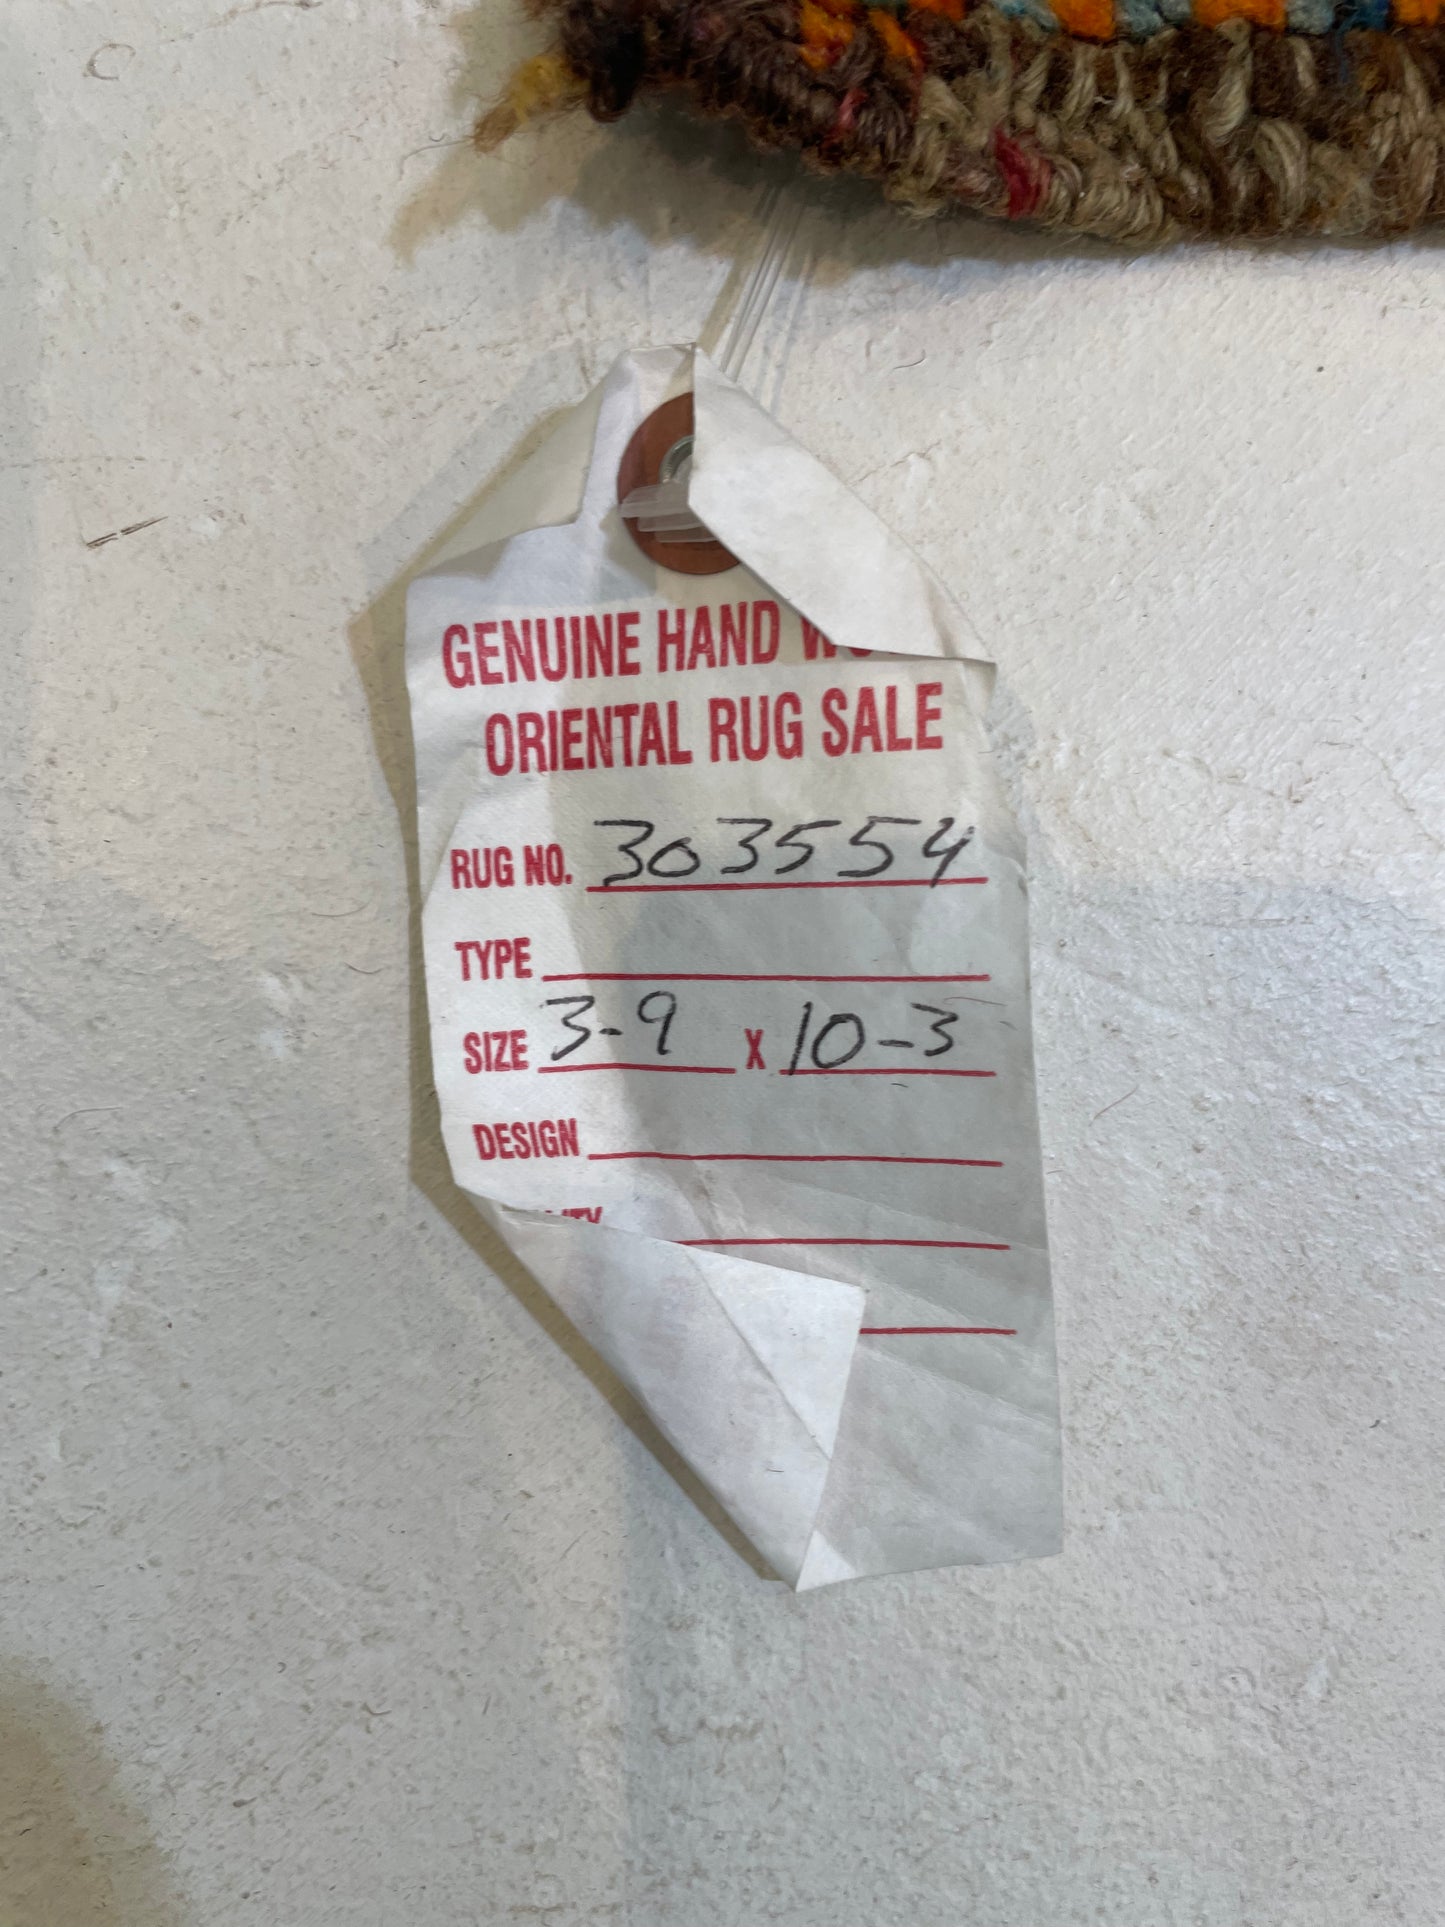 GENUINE HAND
ORIENTAL RUG SALE
RUG NO. 303554
TYPE
SIZE 3-9 X 10-3
DESIGN